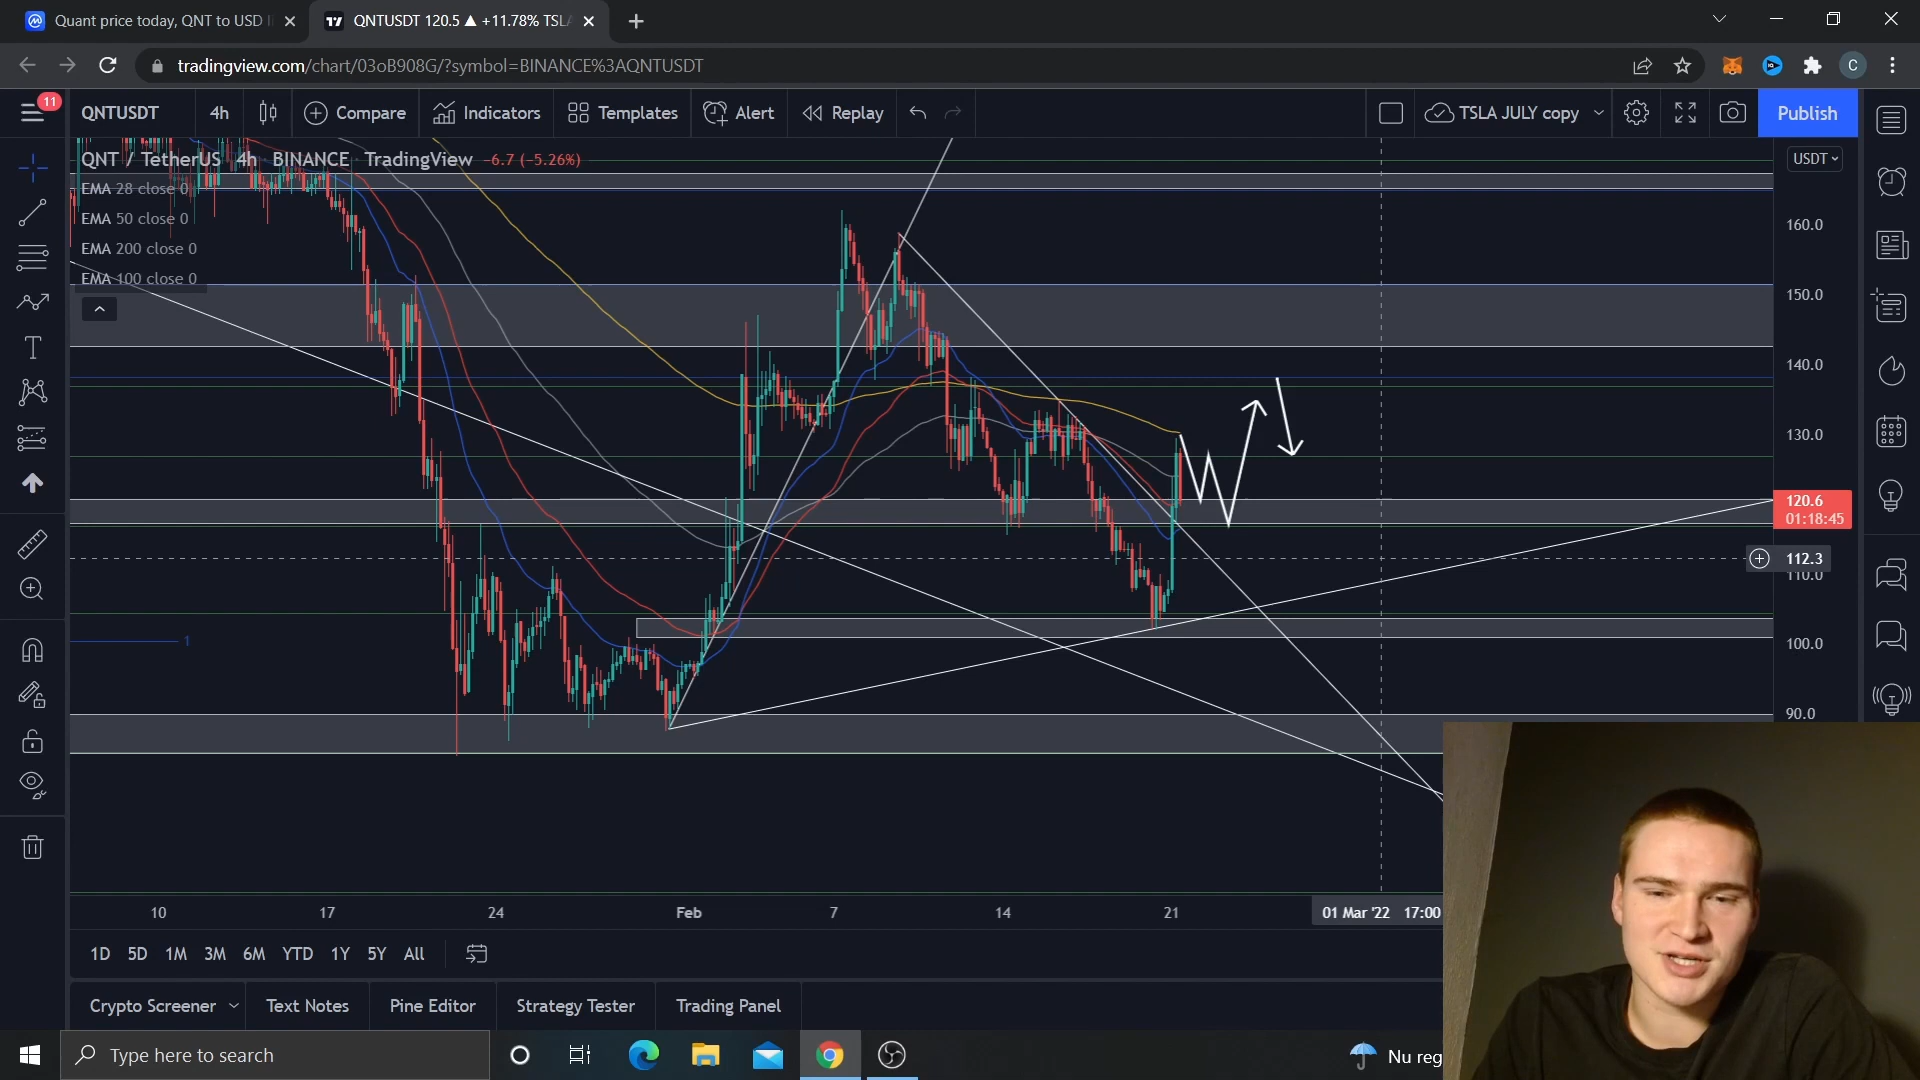 Quant price today, QNT to USD li
QNTUSDT 120.5 ▲ +11.78% TSLA
tradingview.com/chart/03oB908G/?symbol=BINANCE%3AQNTUSDT
C
11
QNTUSDT
4h
Compare
Indicators
Templates
Alert
Replay
TSLA JULY copy
Publish
QNT / TetherUS 4h BINANCE TradingView −6.7 (−5.26%)
USDT
EMA 28 close 0
EMA 50 close 0
EMA 200 close 0
EMA 100 close 0
160.0
150.0
140.0
130.0
120.6
01:18:45
112.3
110.0
100.0
90.0
1
10
17
24
Feb
7
14
21
01 Mar '22 17:00
1D 5D 1M 3M 6M YTD 1Y 5Y All
Crypto Screener
Text Notes
Pine Editor
Strategy Tester
Trading Panel
Type here to search
Nu reg